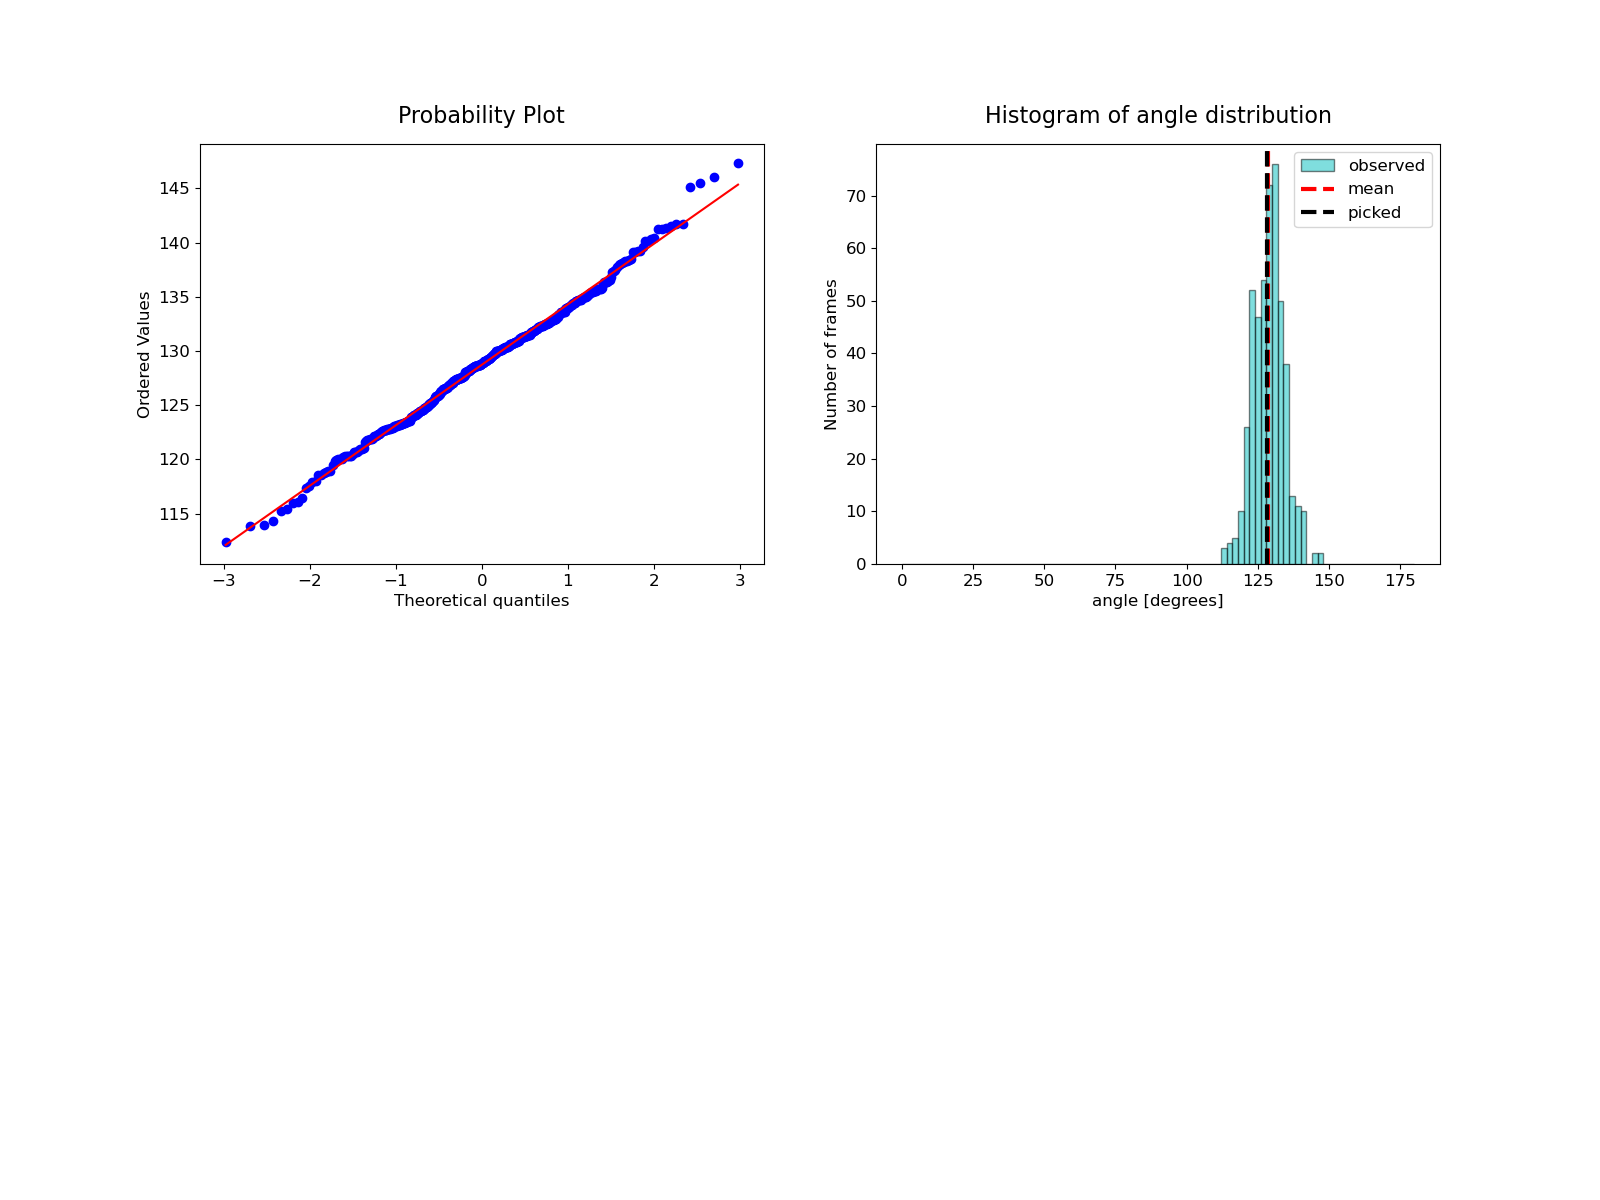 Probability Plot
Ordered Values
145
140
135
130
125
120
115
−3 −2 −1 0 1 2 3
Theoretical quantiles
Histogram of angle distribution
observed
mean
picked
Number of frames
70
60
50
40
30
20
10
0
0 25 50 75 100 125 150 175
angle [degrees]